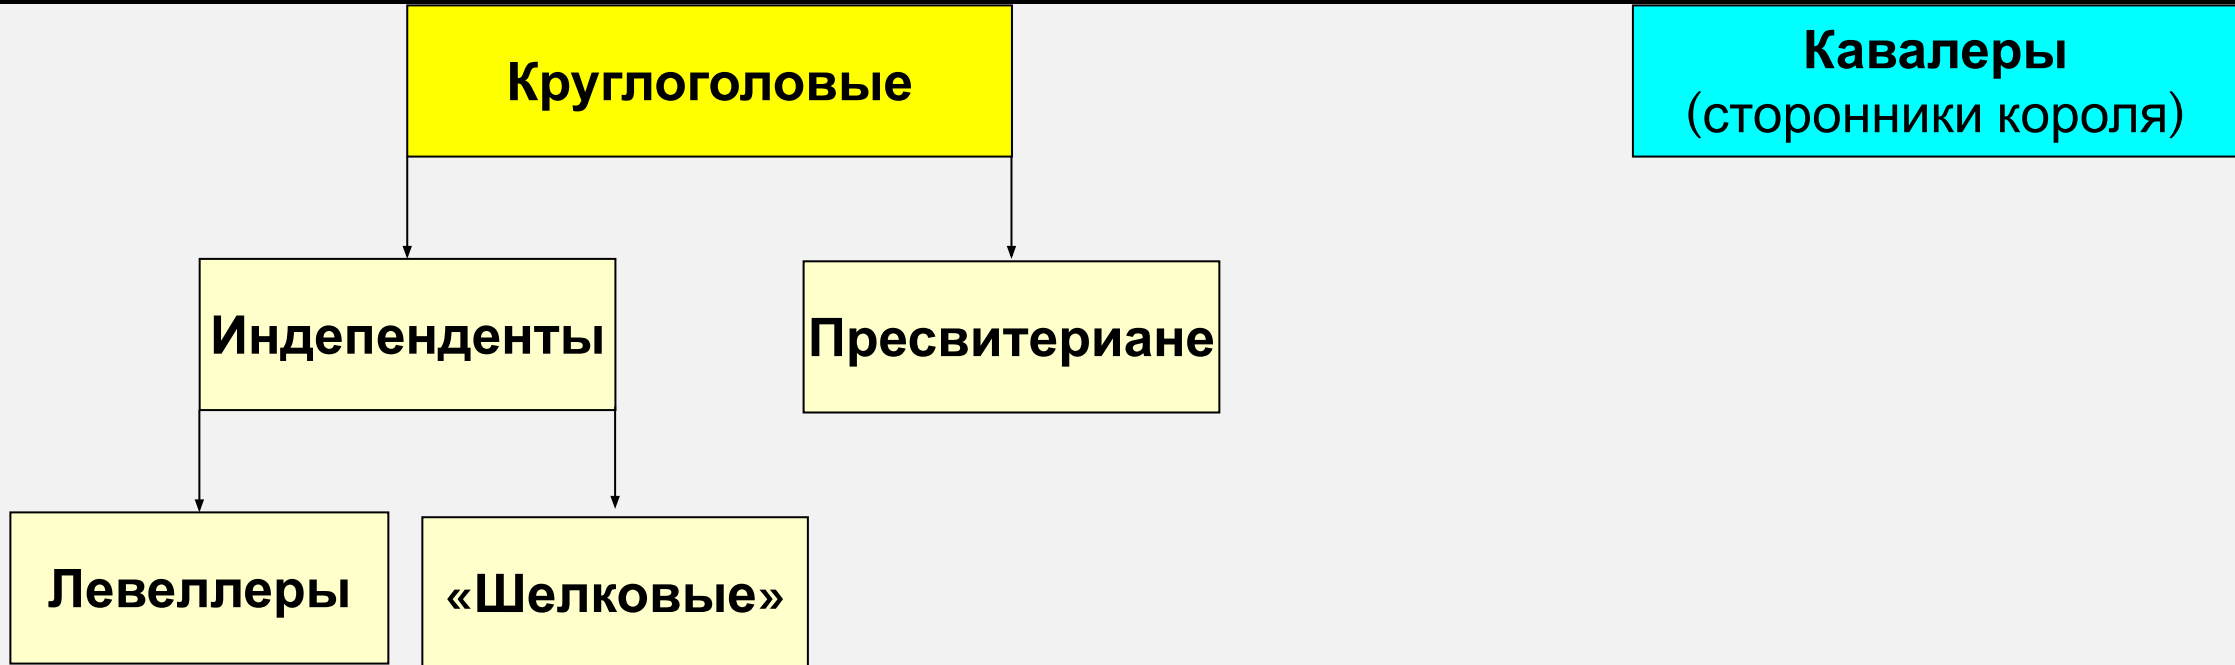 Круглоголовые
Кавалеры
(сторонники короля)
Индепенденты
Пресвитериане
Левеллеры
«Шелковые»